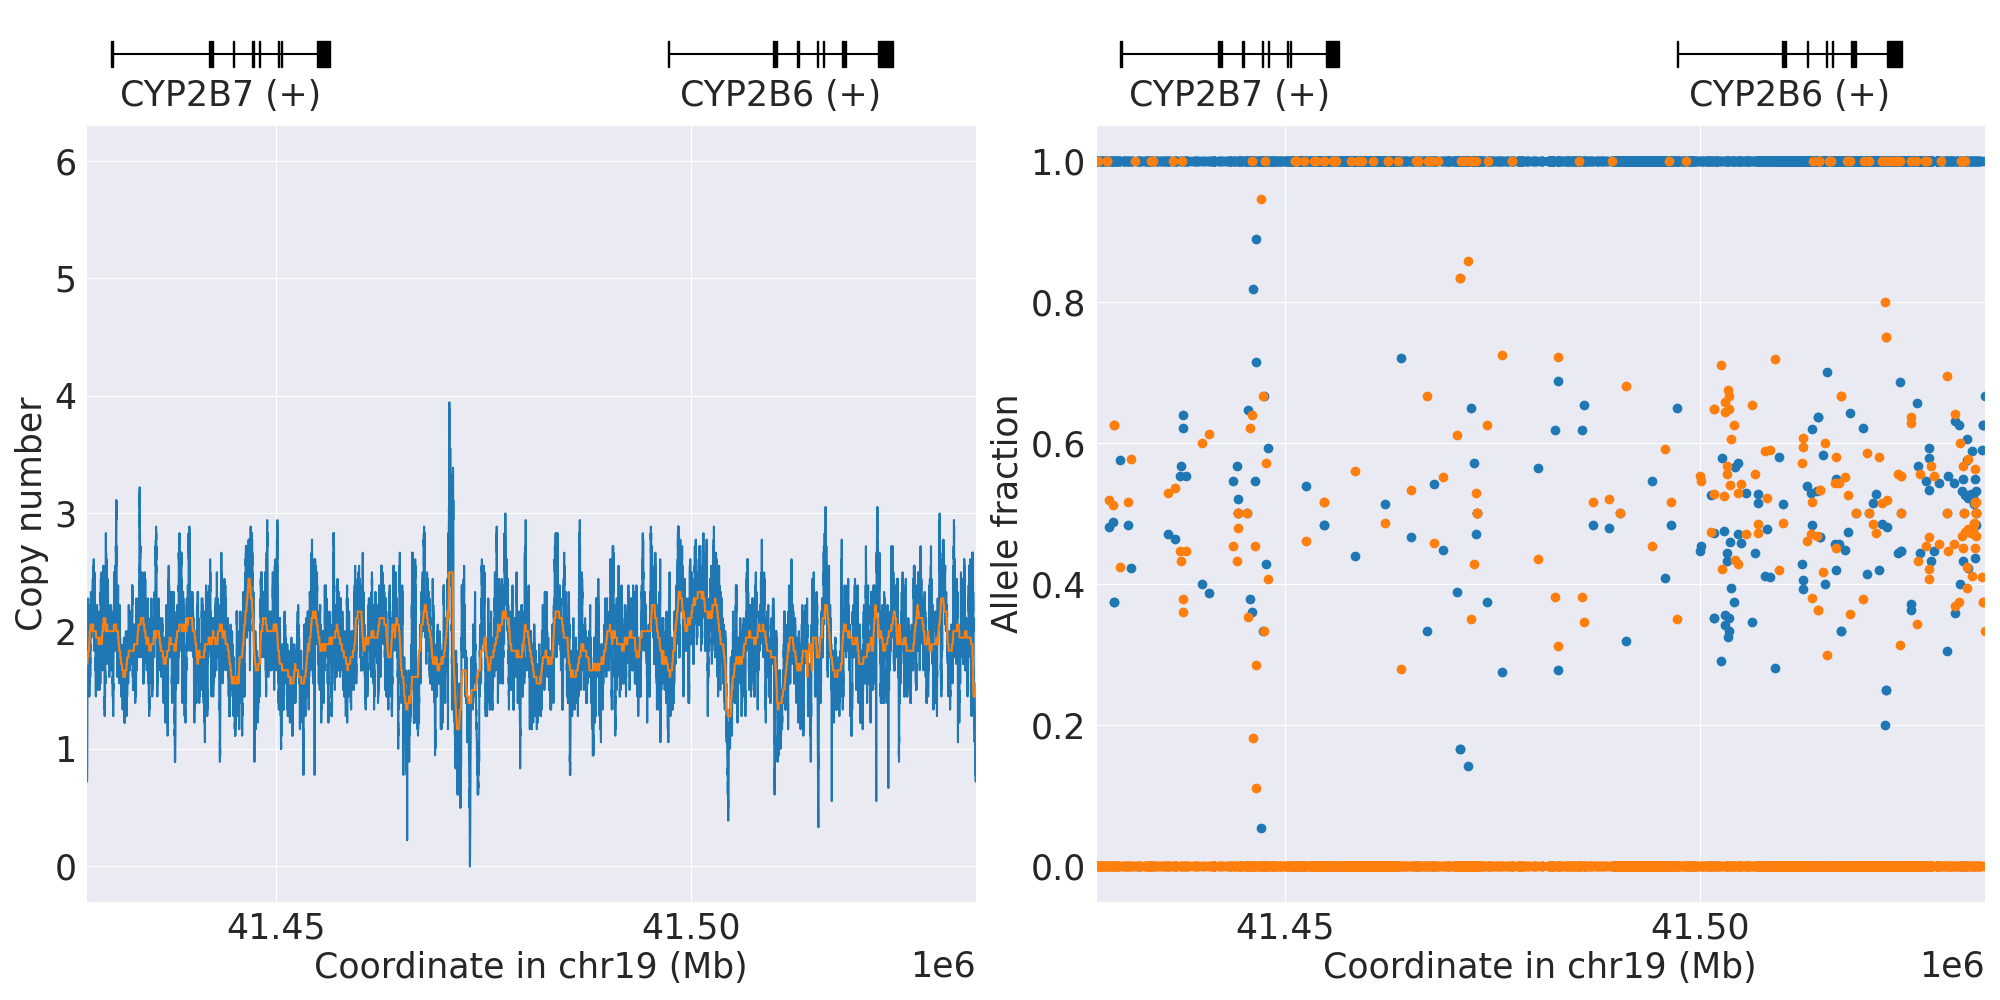 CYP2B7 (+)
CYP2B6 (+)
6
5
4
3
2
1
0
Copy number
41.45
41.50
Coordinate in chr19 (Mb)
1e6
CYP2B7 (+)
CYP2B6 (+)
1.0
0.8
0.6
0.4
0.2
0.0
Allele fraction
41.45
41.50
Coordinate in chr19 (Mb)
1e6